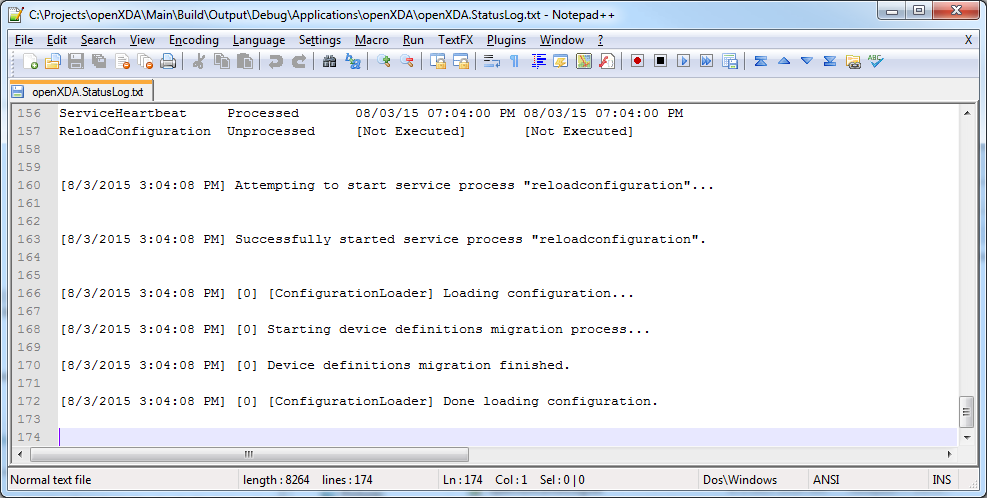 C:\Projects\openXDA\Main\Build\Output\Debug\Applications\openXDA\openXDA.StatusLog.txt - Notepad++
File Edit Search View Encoding Language Settings Macro Run TextFX Plugins Window ? X
openXDA.StatusLog.txt
156 ServiceHeartbeat Processed 08/03/15 07:04:00 PM 08/03/15 07:04:00 PM
157 ReloadConfiguration Unprocessed [Not Executed] [Not Executed]
158
159
160 [8/3/2015 3:04:08 PM] Attempting to start service process "reloadconfiguration"...
161
162
163 [8/3/2015 3:04:08 PM] Successfully started service process "reloadconfiguration".
164
165
166 [8/3/2015 3:04:08 PM] [0] [ConfigurationLoader] Loading configuration...
167
168 [8/3/2015 3:04:08 PM] [0] Starting device definitions migration process...
169
170 [8/3/2015 3:04:08 PM] [0] Device definitions migration finished.
171
172 [8/3/2015 3:04:08 PM] [0] [ConfigurationLoader] Done loading configuration.
173
174
Normal text file length : 8264 lines : 174 Ln : 174 Col : 1 Sel : 0 | 0 Dos\Windows ANSI INS